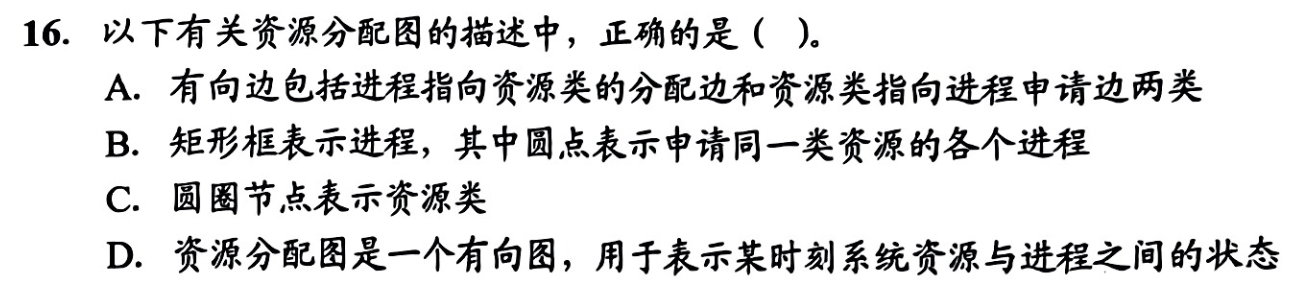 16. 以下有关资源分配图的描述中，正确的是（ ）。
A. 有向边包括进程指向资源类的分配边和资源类指向进程申请边两类
B. 矩形框表示进程，其中圆点表示申请同一类资源的各个进程
C. 圆圈节点表示资源类
D. 资源分配图是一个有向图，用于表示某时刻系统资源与进程之间的状态